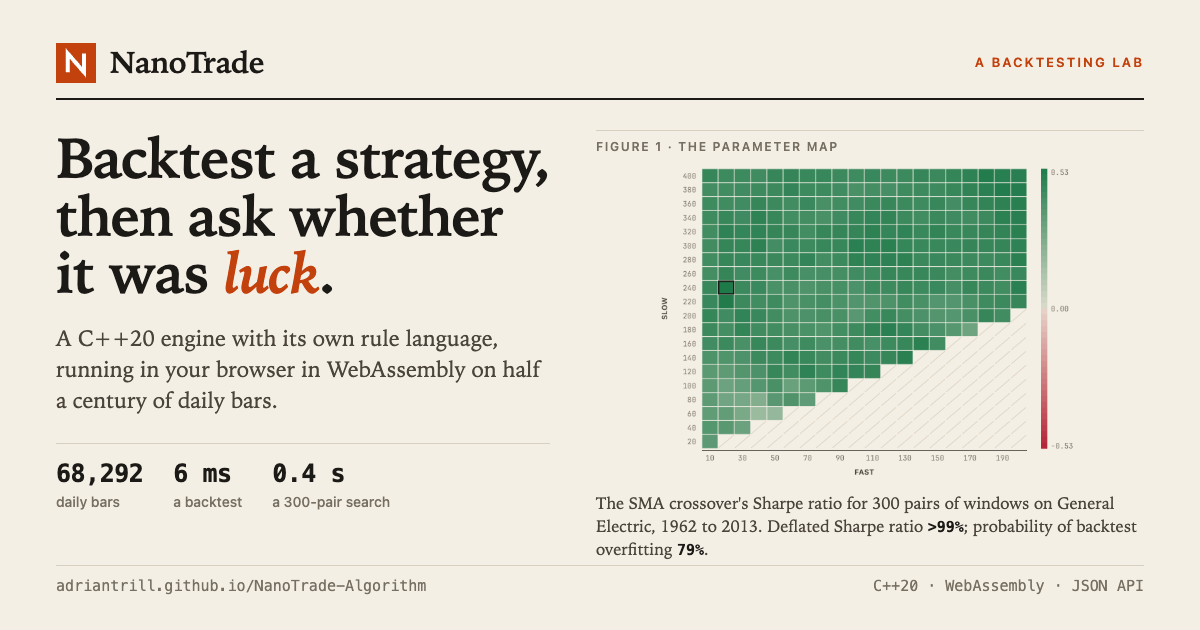 N NanoTrade
A BACKTESTING LAB
Backtest a strategy,
then ask whether
it was luck.
A C++20 engine with its own rule language,
running in your browser in WebAssembly on half
a century of daily bars.
68,292
daily bars
6 ms
a backtest
0.4 s
a 300-pair search
FIGURE 1 · THE PARAMETER MAP
SLOW
400
380
360
340
320
300
280
260
240
220
200
180
160
140
120
100
80
60
40
20
10 30 50 70 90 110 130 150 170 190
FAST
0.53
0.00
-0.53
The SMA crossover's Sharpe ratio for 300 pairs of windows on General
Electric, 1962 to 2013. Deflated Sharpe ratio >99%; probability of backtest
overfitting 79%.
adriantrill.github.io/NanoTrade-Algorithm
C++20 · WebAssembly · JSON API